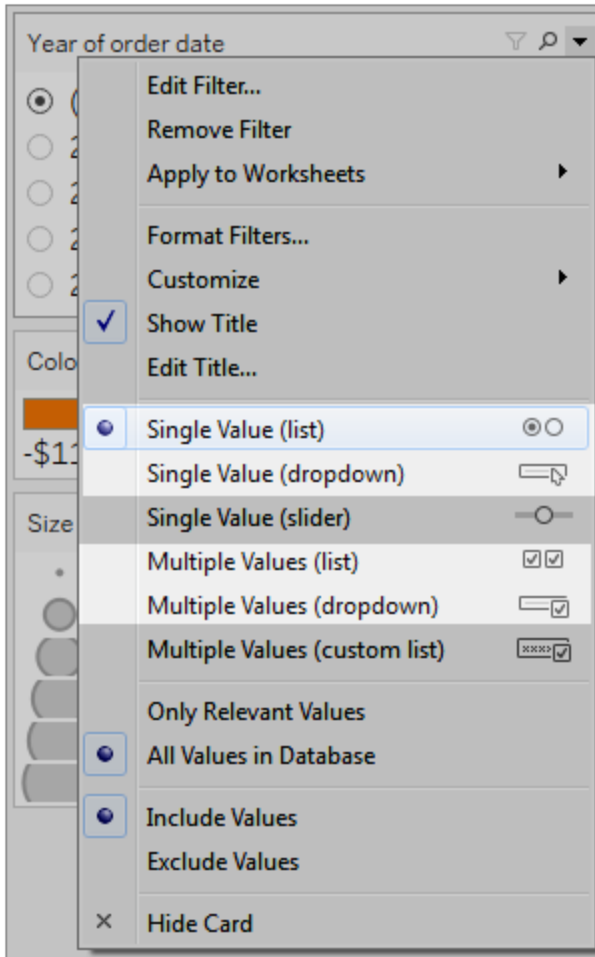 Year of order date
Edit Filter...
Remove Filter
Apply to Worksheets
Format Filters...
Customize
Show Title
Edit Title...
Single Value (list)
-$11
Single Value (dropdown)
Single Value (slider)
Size
Multiple Values (list)
Multiple Values (dropdown)
Multiple Values (custom list)
Only Relevant Values
All Values in Database
Include Values
Exclude Values
Hide Card